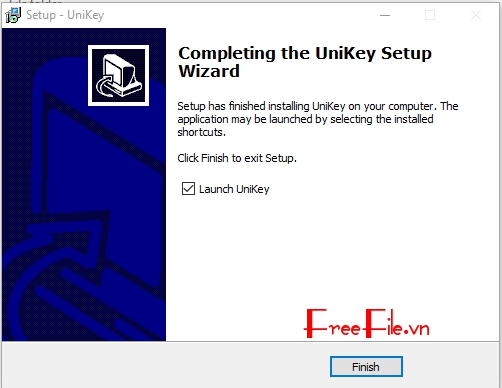 Setup - UniKey
Completing the UniKey Setup
Wizard
Setup has finished installing UniKey on your computer. The
application may be launched by selecting the installed
shortcuts.
Click Finish to exit Setup.
Launch UniKey
FreeFile.vn
Finish